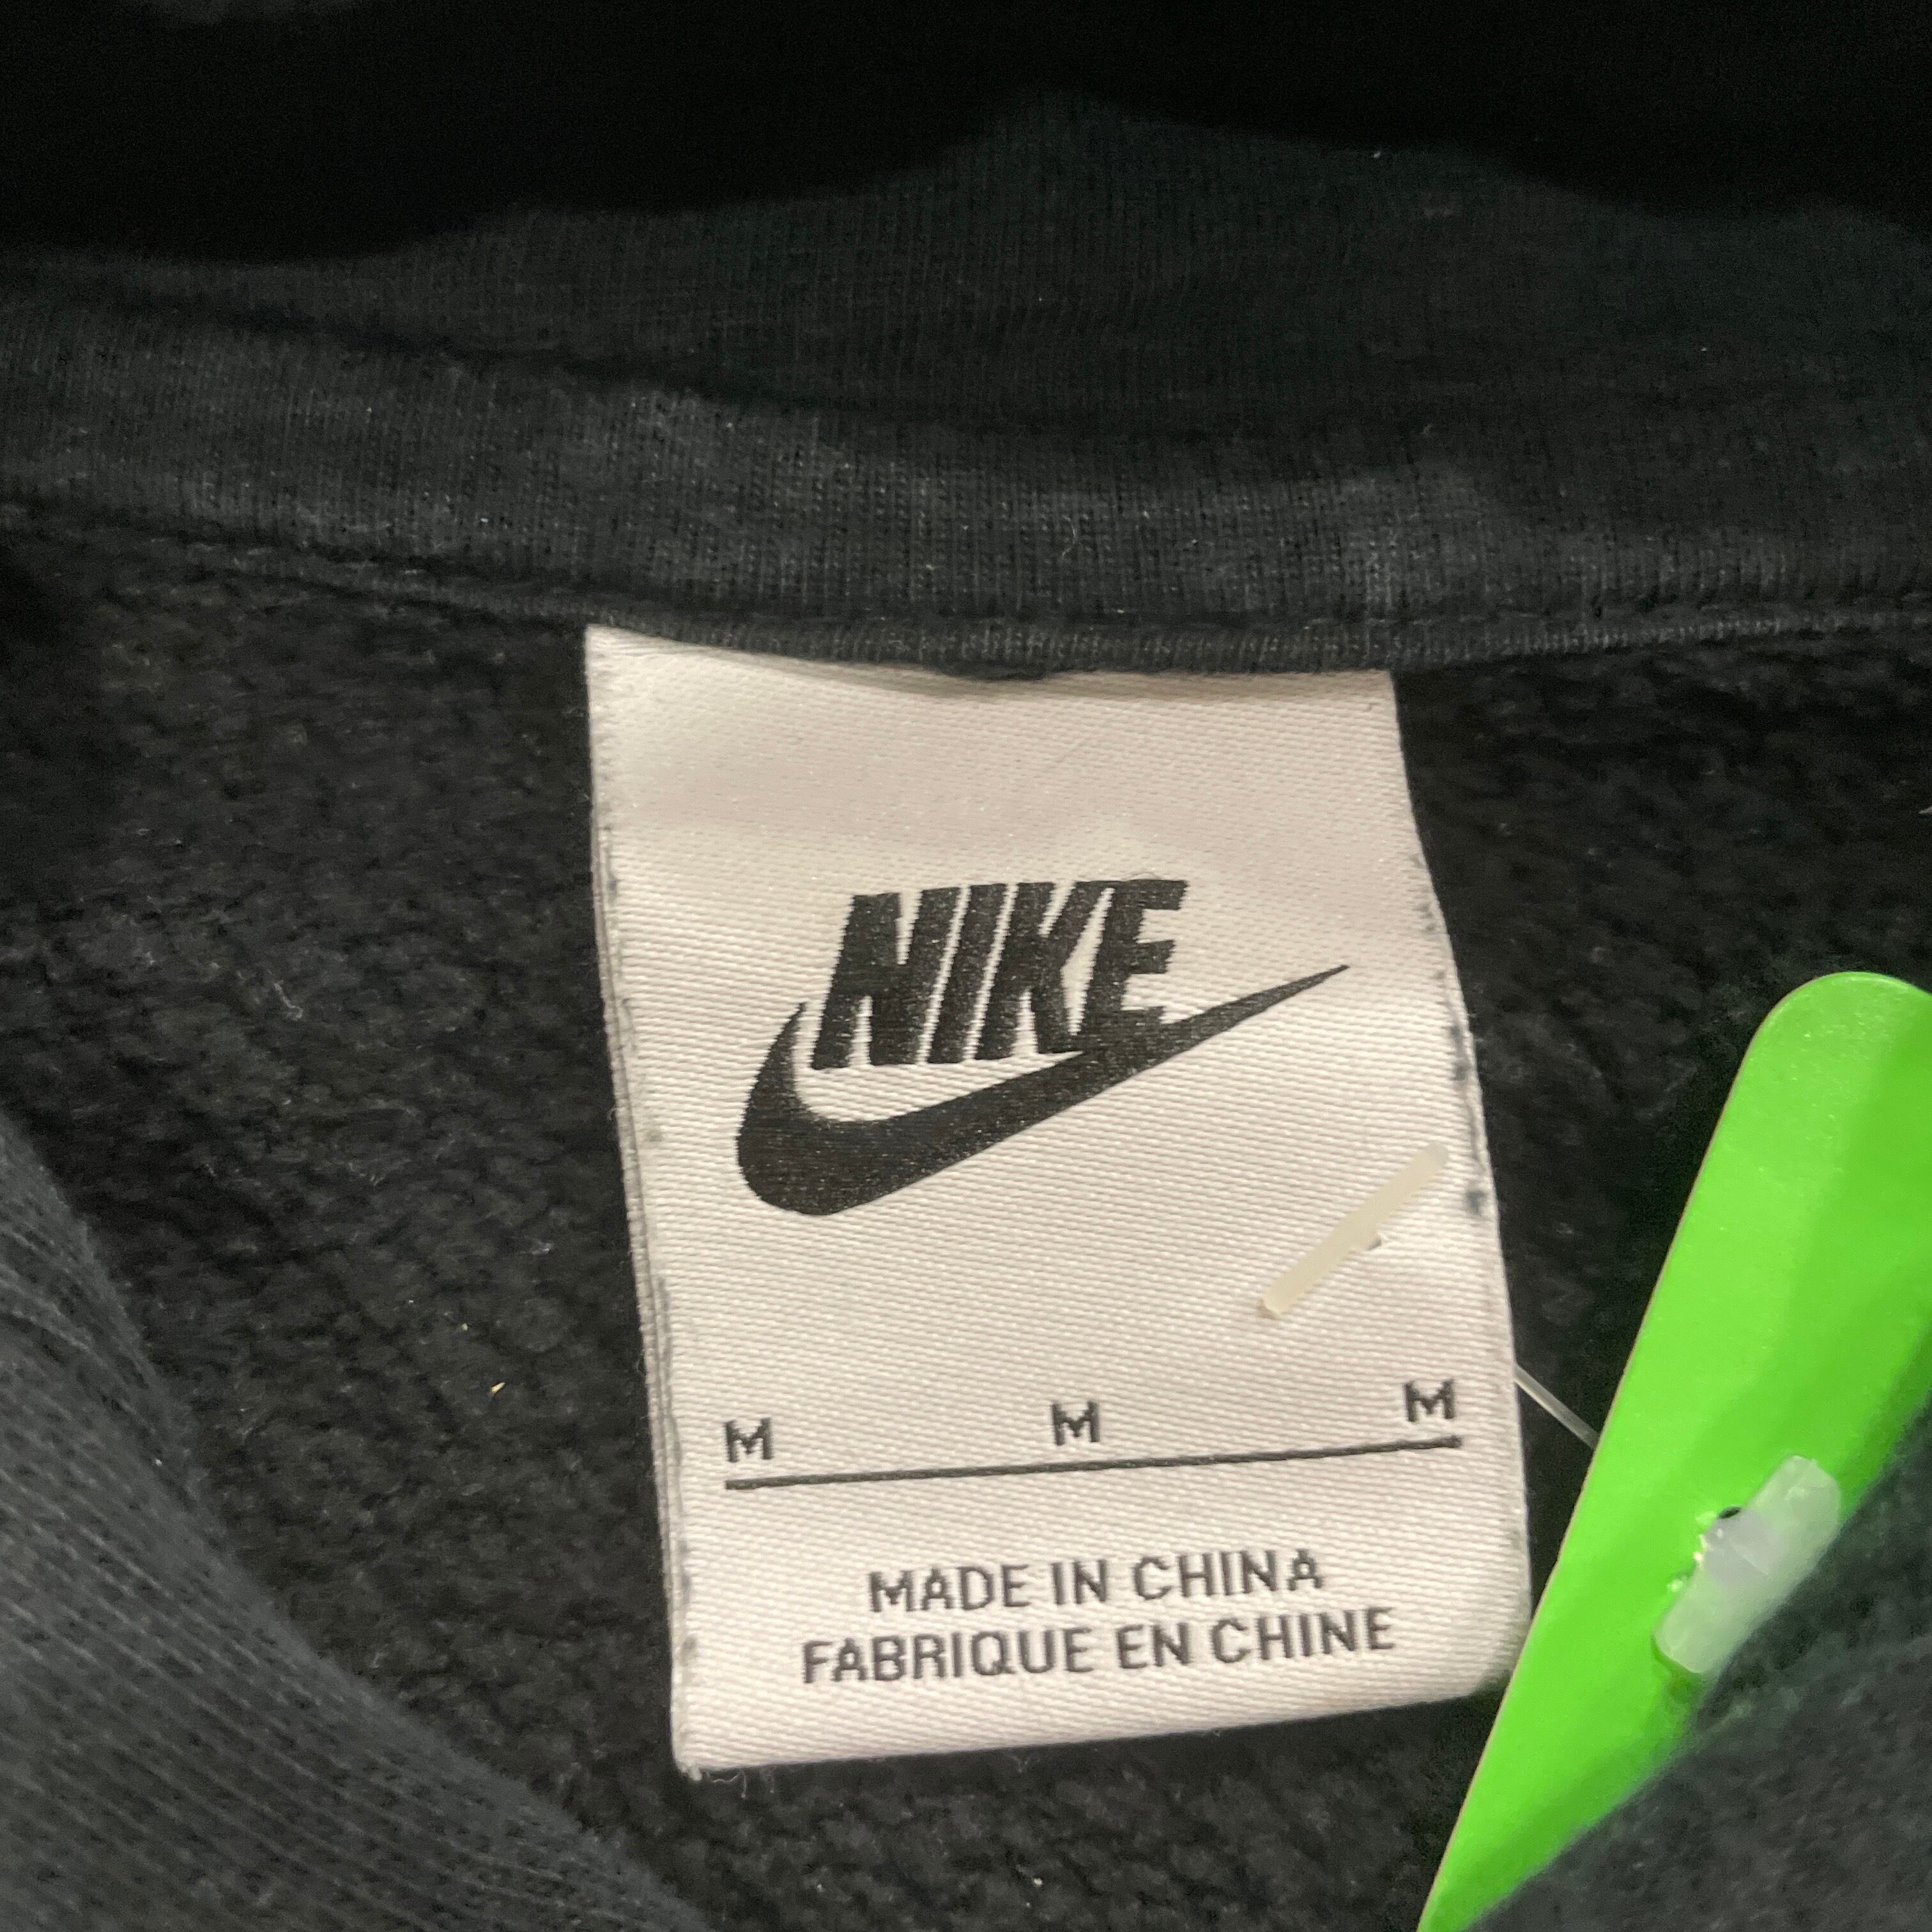 NIKE
M M M
MADE IN CHINA
FABRIQUE EN CHINE